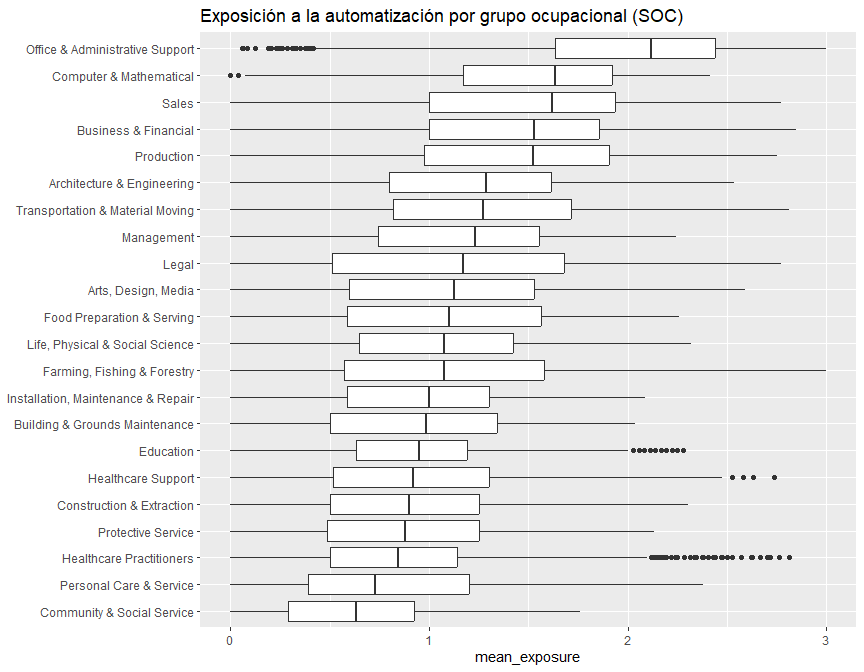 Exposición a la automatización por grupo ocupacional (SOC)
Office & Administrative Support
Computer & Mathematical
Sales
Business & Financial
Production
Architecture & Engineering
Transportation & Material Moving
Management
Legal
Arts, Design, Media
Food Preparation & Serving
Life, Physical & Social Science
Farming, Fishing & Forestry
Installation, Maintenance & Repair
Building & Grounds Maintenance
Education
Healthcare Support
Construction & Extraction
Protective Service
Healthcare Practitioners
Personal Care & Service
Community & Social Service
0 1 2 3
mean_exposure